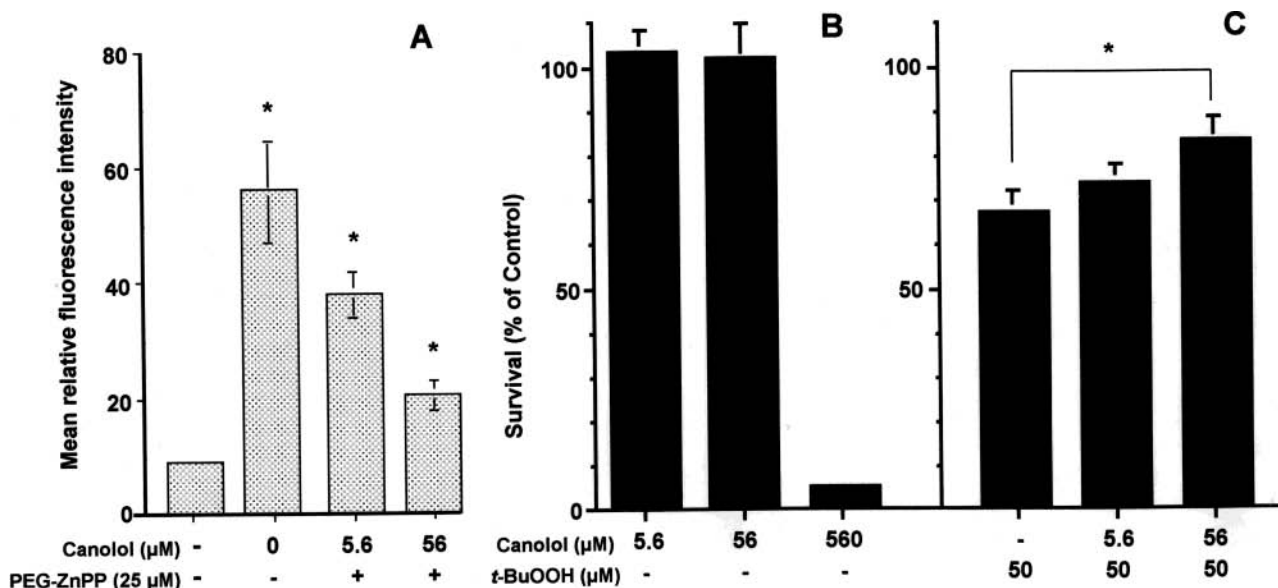 A
B
C
Mean relative fluorescence intensity
80
60
40
20
0
*
*
*
Survival (% of Control)
100
50
0
100
50
*
Canolol (µM) - 0 5.6 56
PEG-ZnPP (25 µM) - - + +
Canolol (µM) 5.6 56 560 - 5.6 56
t-BuOOH (µM) - - - 50 50 50